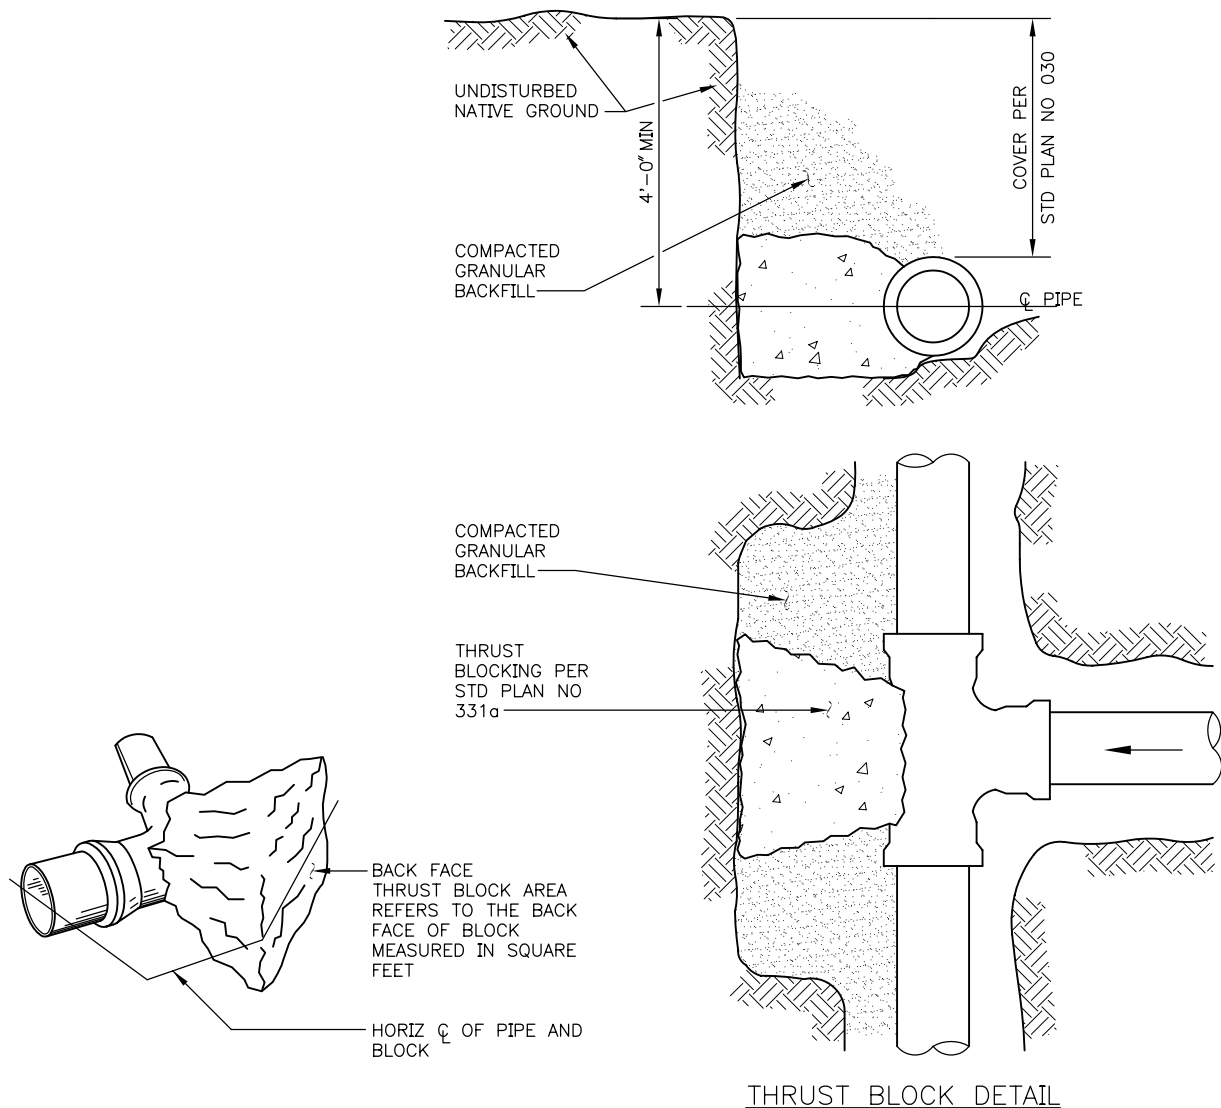 UNDISTURBED
NATIVE GROUND
4'-0" MIN
COVER PER
STD PLAN NO 030
COMPACTED
GRANULAR
BACKFILL
℄ PIPE
COMPACTED
GRANULAR
BACKFILL
THRUST
BLOCKING PER
STD PLAN NO
331a
BACK FACE
THRUST BLOCK AREA
REFERS TO THE BACK
FACE OF BLOCK
MEASURED IN SQUARE
FEET
HORIZ ℄ OF PIPE AND
BLOCK
THRUST BLOCK DETAIL